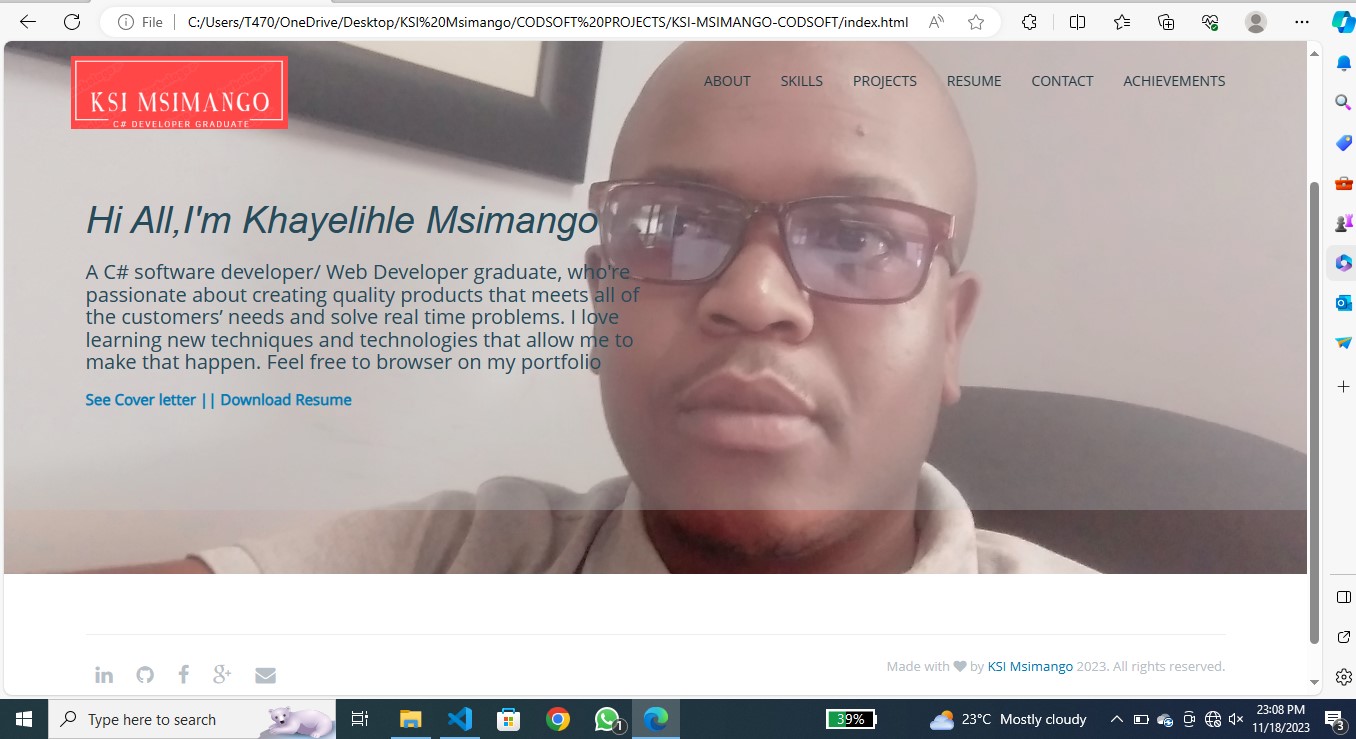 File
C:/Users/T470/OneDrive/Desktop/KSI%20Msimango/CODSOFT%20PROJECTS/KSI-MSIMANGO-CODSOFT/index.html
KSI MSIMANGO
C# DEVELOPER GRADUATE
ABOUT SKILLS PROJECTS RESUME CONTACT ACHIEVEMENTS
Hi All,I'm Khayelihle Msimango
A C# software developer/ Web Developer graduate, who're
passionate about creating quality products that meets all of
the customers’ needs and solve real time problems. I love
learning new techniques and technologies that allow me to
make that happen. Feel free to browser on my portfolio
See Cover letter || Download Resume
Made with ❤ by KSI Msimango 2023. All rights reserved.
Type here to search
1
39%
23°C Mostly cloudy
23:08 PM
11/18/2023
3